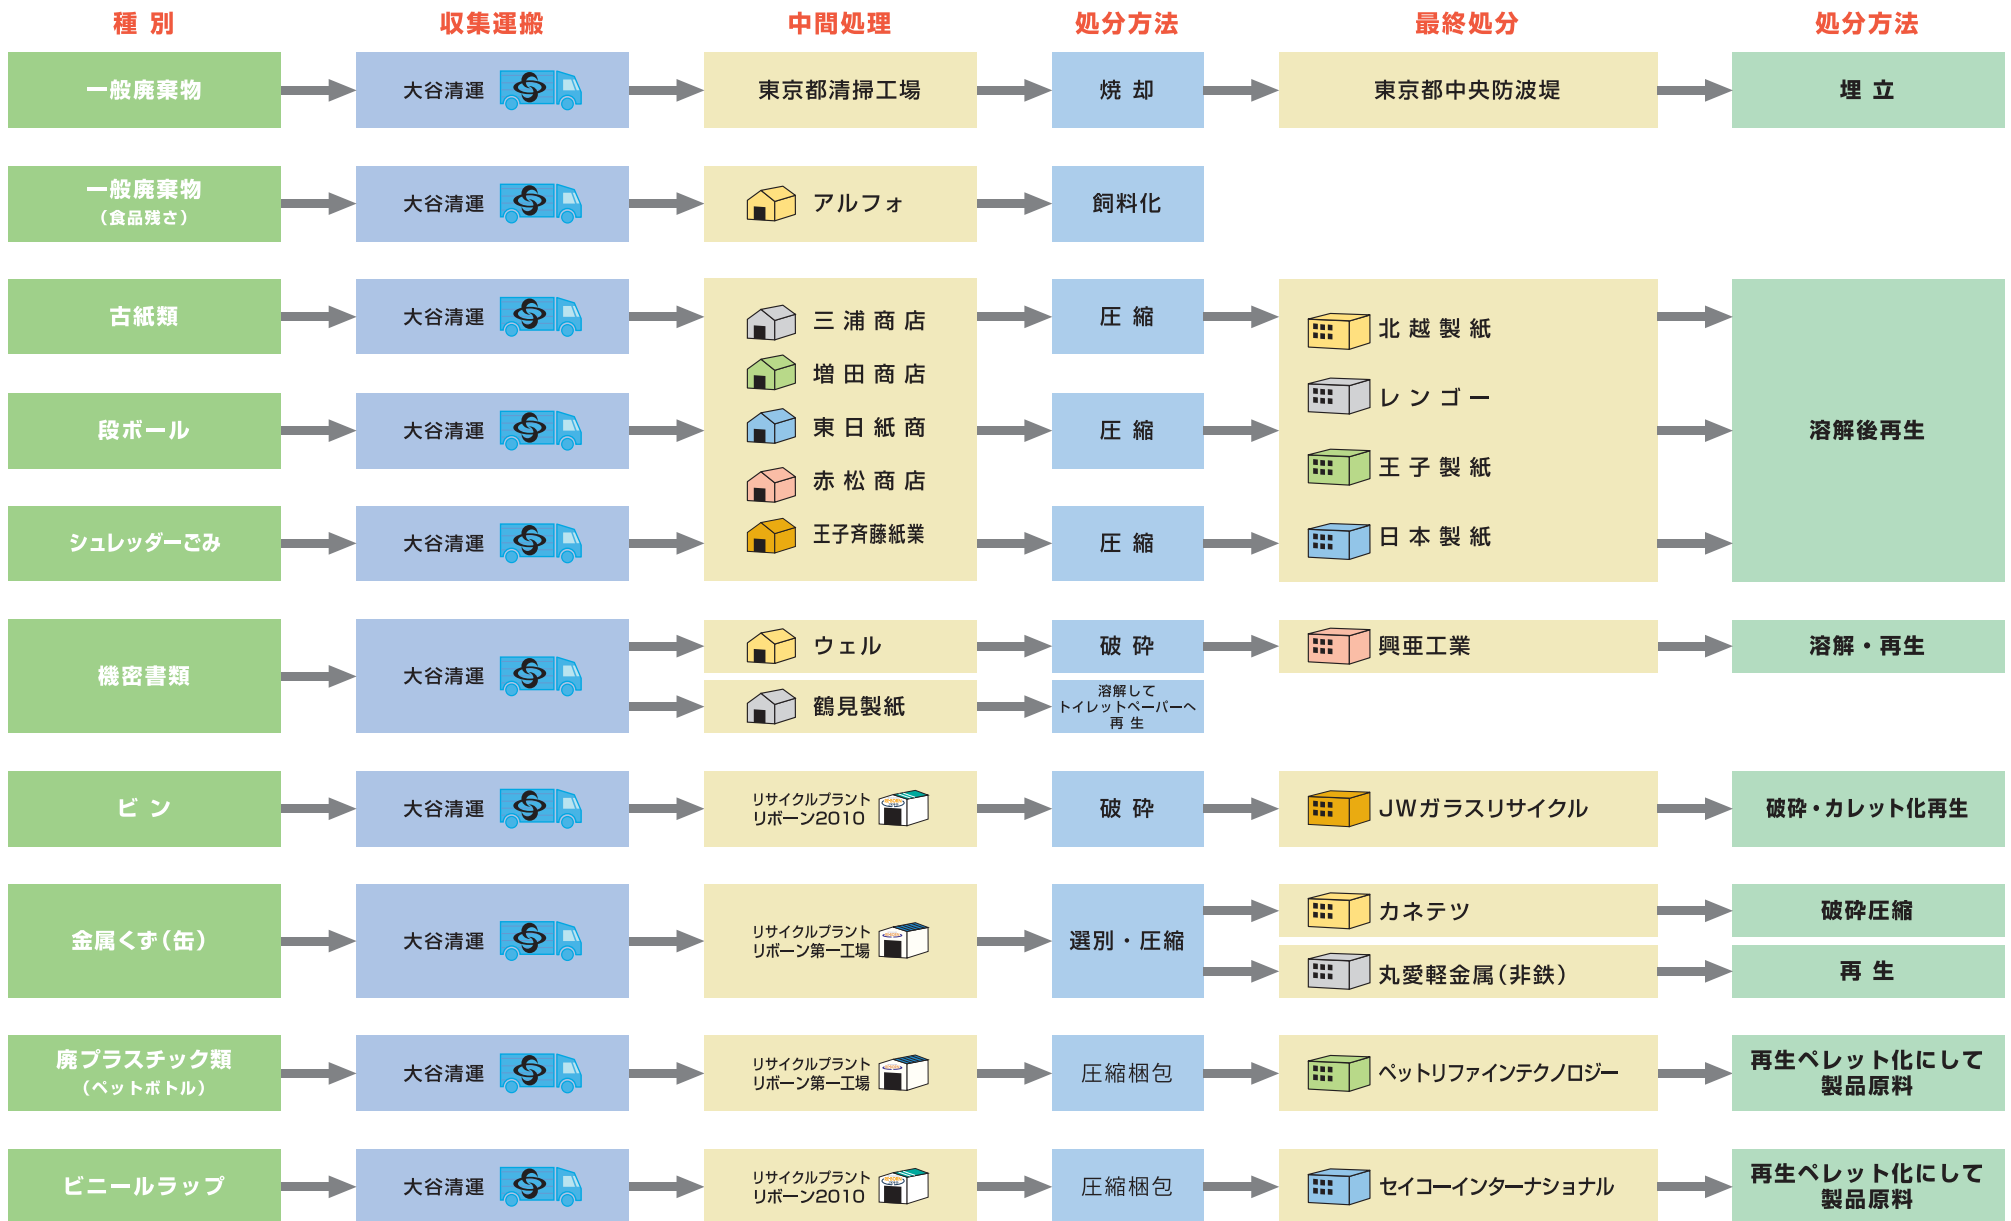 種 別
収集運搬
中間処理
処分方法
最終処分
処分方法
一般廃棄物
大谷清運
東京都清掃工場
焼 却
東京都中央防波堤
埋 立
一般廃棄物
（食品残さ）
大谷清運
アルフォ
飼料化
古紙類
大谷清運
段ボール
大谷清運
シュレッダーごみ
大谷清運
三浦商店
増田商店
東日紙商
赤松商店
王子斉藤紙業
圧 縮
圧 縮
圧 縮
北越製紙
レンゴー
王子製紙
日本製紙
溶解後再生
機密書類
大谷清運
ウェル
破 砕
興亜工業
溶解・再生
鶴見製紙
溶解して
トイレットペーパーへ
再 生
ビ ン
大谷清運
リサイクルプラント
リボーン2010
破 砕
JWガラスリサイクル
破砕・カレット化再生
金属くず（缶）
大谷清運
リサイクルプラント
リボーン第一工場
選別・圧縮
カネテツ
破砕圧縮
丸愛軽金属（非鉄）
再 生
廃プラスチック類
（ペットボトル）
大谷清運
リサイクルプラント
リボーン第一工場
圧縮梱包
ペットリファインテクノロジー
再生ペレット化にして
製品原料
ビニールラップ
大谷清運
リサイクルプラント
リボーン2010
圧縮梱包
セイコーインターナショナル
再生ペレット化にして
製品原料